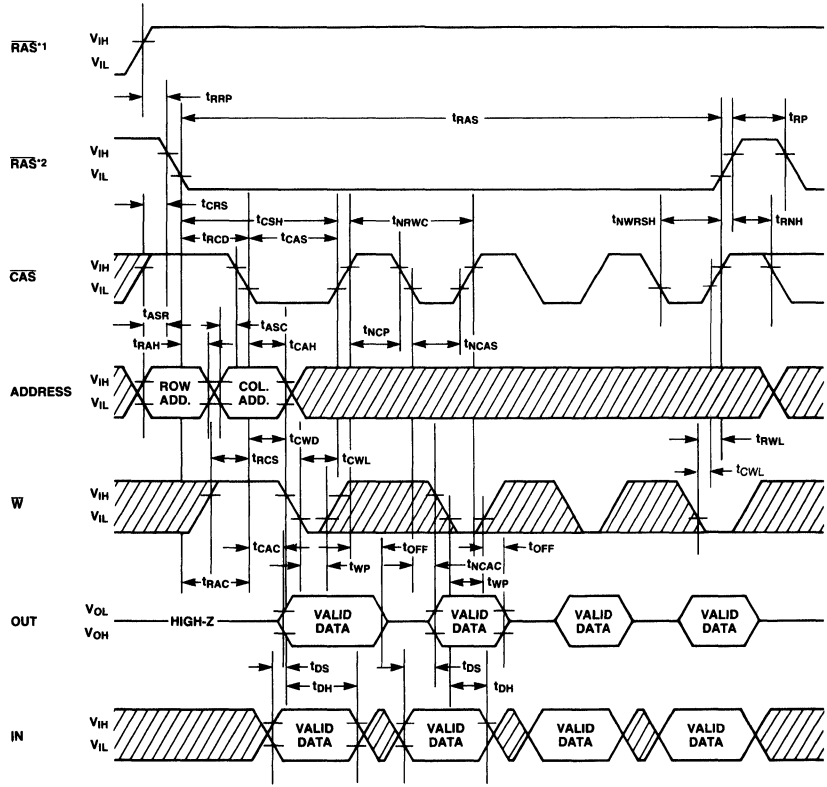 RAS*1 VIH
VIL
tRRP
tRAS
tRP
RAS*2 VIH
VIL
tCRS
tCSH
tNRWC
tNWRSH
tRNH
tRCD
tCAS
CAS VIH
VIL
tASR
tASC
tRAH
tCAH
tNCP
tNCAS
ADDRESS VIH
VIL
ROW
ADD.
COL.
ADD.
tCWD
tRWL
tRCS
tCWL
tCWL
W VIH
VIL
tCAC
tOFF
tOFF
tWP
tNCAC
tRAC
tWP
OUT VOL
VOH
HIGH-Z
VALID
DATA
VALID
DATA
VALID
DATA
VALID
DATA
tDS
tDS
tDH
tDH
IN VIH
VIL
VALID
DATA
VALID
DATA
VALID
DATA
VALID
DATA